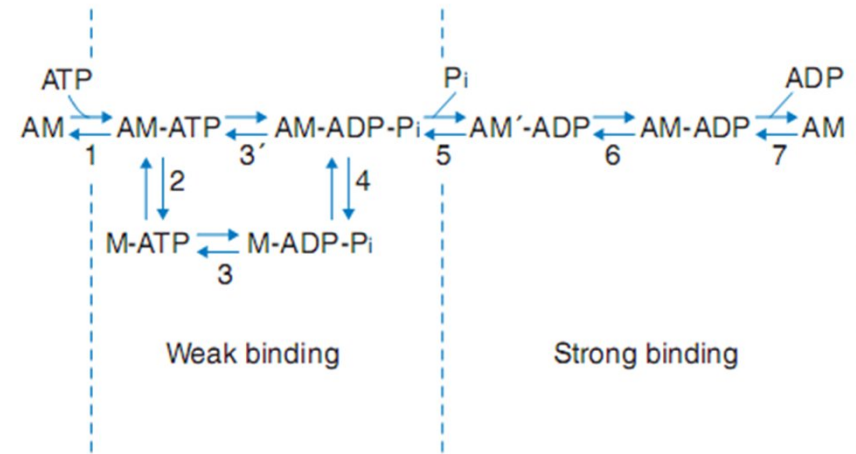 ATP Pi ADP
AM AM-ATP AM-ADP-Pi AM´-ADP AM-ADP AM
1 3´ 5 6 7
2 4
M-ATP M-ADP-Pi
3
Weak binding Strong binding